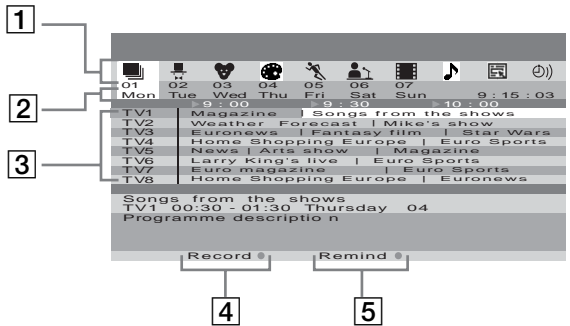 1
01 02 03 04 05 06 07
2
Mon Tue Wed Thu Fri Sat Sun 9 : 15 : 03
9 : 00 9 : 30 10 : 00
TV1 Magazine | Songs from the shows
TV2 Weather Forecast | Mike's show
TV3 Euronews | Fantasy film | Star Wars
TV4 Home Shopping Europe | Euro Sports
3
TV5 News | Arts show | Magazine
TV6 Larry King's live | Euro Sports
TV7 Euro magazine | Euro Sports
TV8 Home Shopping Europe | Euronews
Songs from the shows
TV1 00:30 - 01:30 Thursday 04
Programme descriptio n
Record Remind
4 5